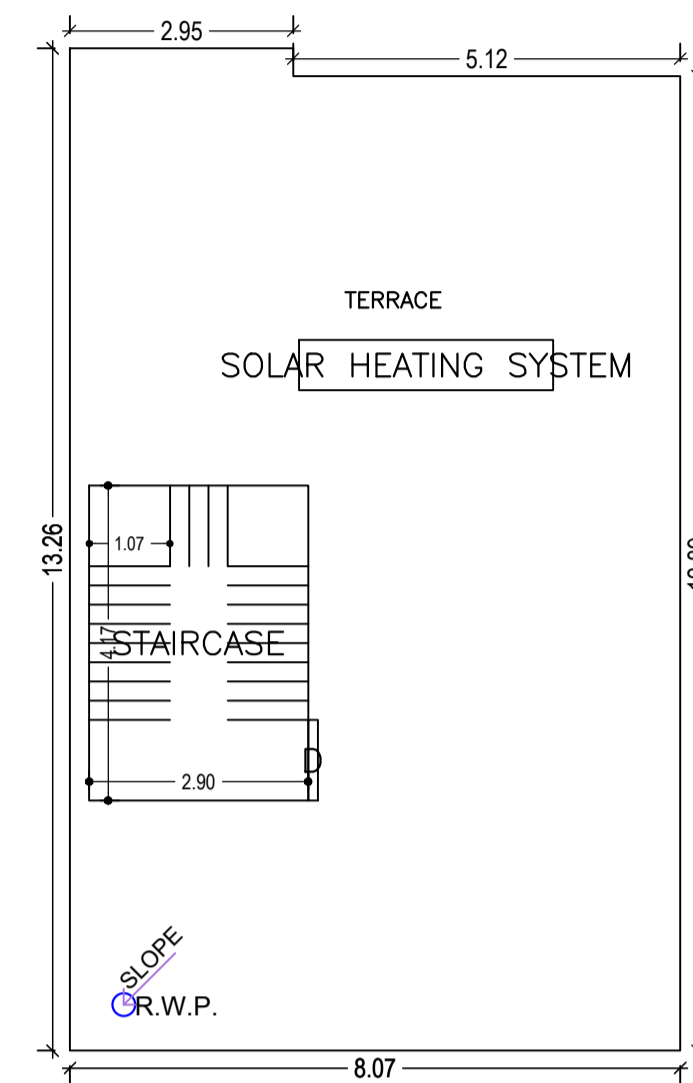 2.95
5.12
TERRACE
SOLAR HEATING SYSTEM
13.26
1.07
4.17
STAIRCASE
D
2.90
SLOPE
R.W.P.
8.07